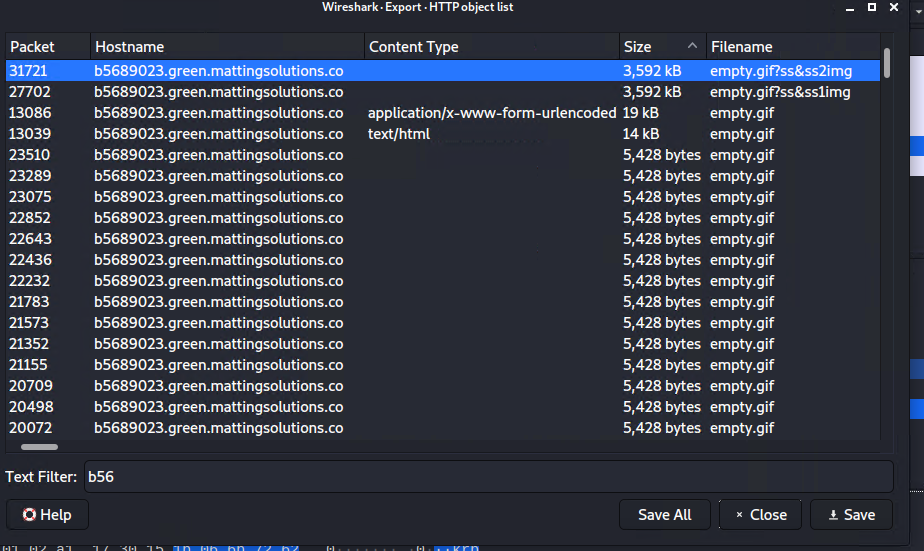 Wireshark · Export · HTTP object list
Packet Hostname Content Type Size Filename
31721 b5689023.green.mattingsolutions.co 3,592 kB empty.gif?ss&ss2img
27702 b5689023.green.mattingsolutions.co 3,592 kB empty.gif?ss&ss1img
13086 b5689023.green.mattingsolutions.co application/x-www-form-urlencoded 19 kB empty.gif
13039 b5689023.green.mattingsolutions.co text/html 14 kB empty.gif
23510 b5689023.green.mattingsolutions.co 5,428 bytes empty.gif
23289 b5689023.green.mattingsolutions.co 5,428 bytes empty.gif
23075 b5689023.green.mattingsolutions.co 5,428 bytes empty.gif
22852 b5689023.green.mattingsolutions.co 5,428 bytes empty.gif
22643 b5689023.green.mattingsolutions.co 5,428 bytes empty.gif
22436 b5689023.green.mattingsolutions.co 5,428 bytes empty.gif
22232 b5689023.green.mattingsolutions.co 5,428 bytes empty.gif
21783 b5689023.green.mattingsolutions.co 5,428 bytes empty.gif
21573 b5689023.green.mattingsolutions.co 5,428 bytes empty.gif
21352 b5689023.green.mattingsolutions.co 5,428 bytes empty.gif
21155 b5689023.green.mattingsolutions.co 5,428 bytes empty.gif
20709 b5689023.green.mattingsolutions.co 5,428 bytes empty.gif
20498 b5689023.green.mattingsolutions.co 5,428 bytes empty.gif
20072 b5689023.green.mattingsolutions.co 5,428 bytes empty.gif
Text Filter: b56
Help Save All Close Save